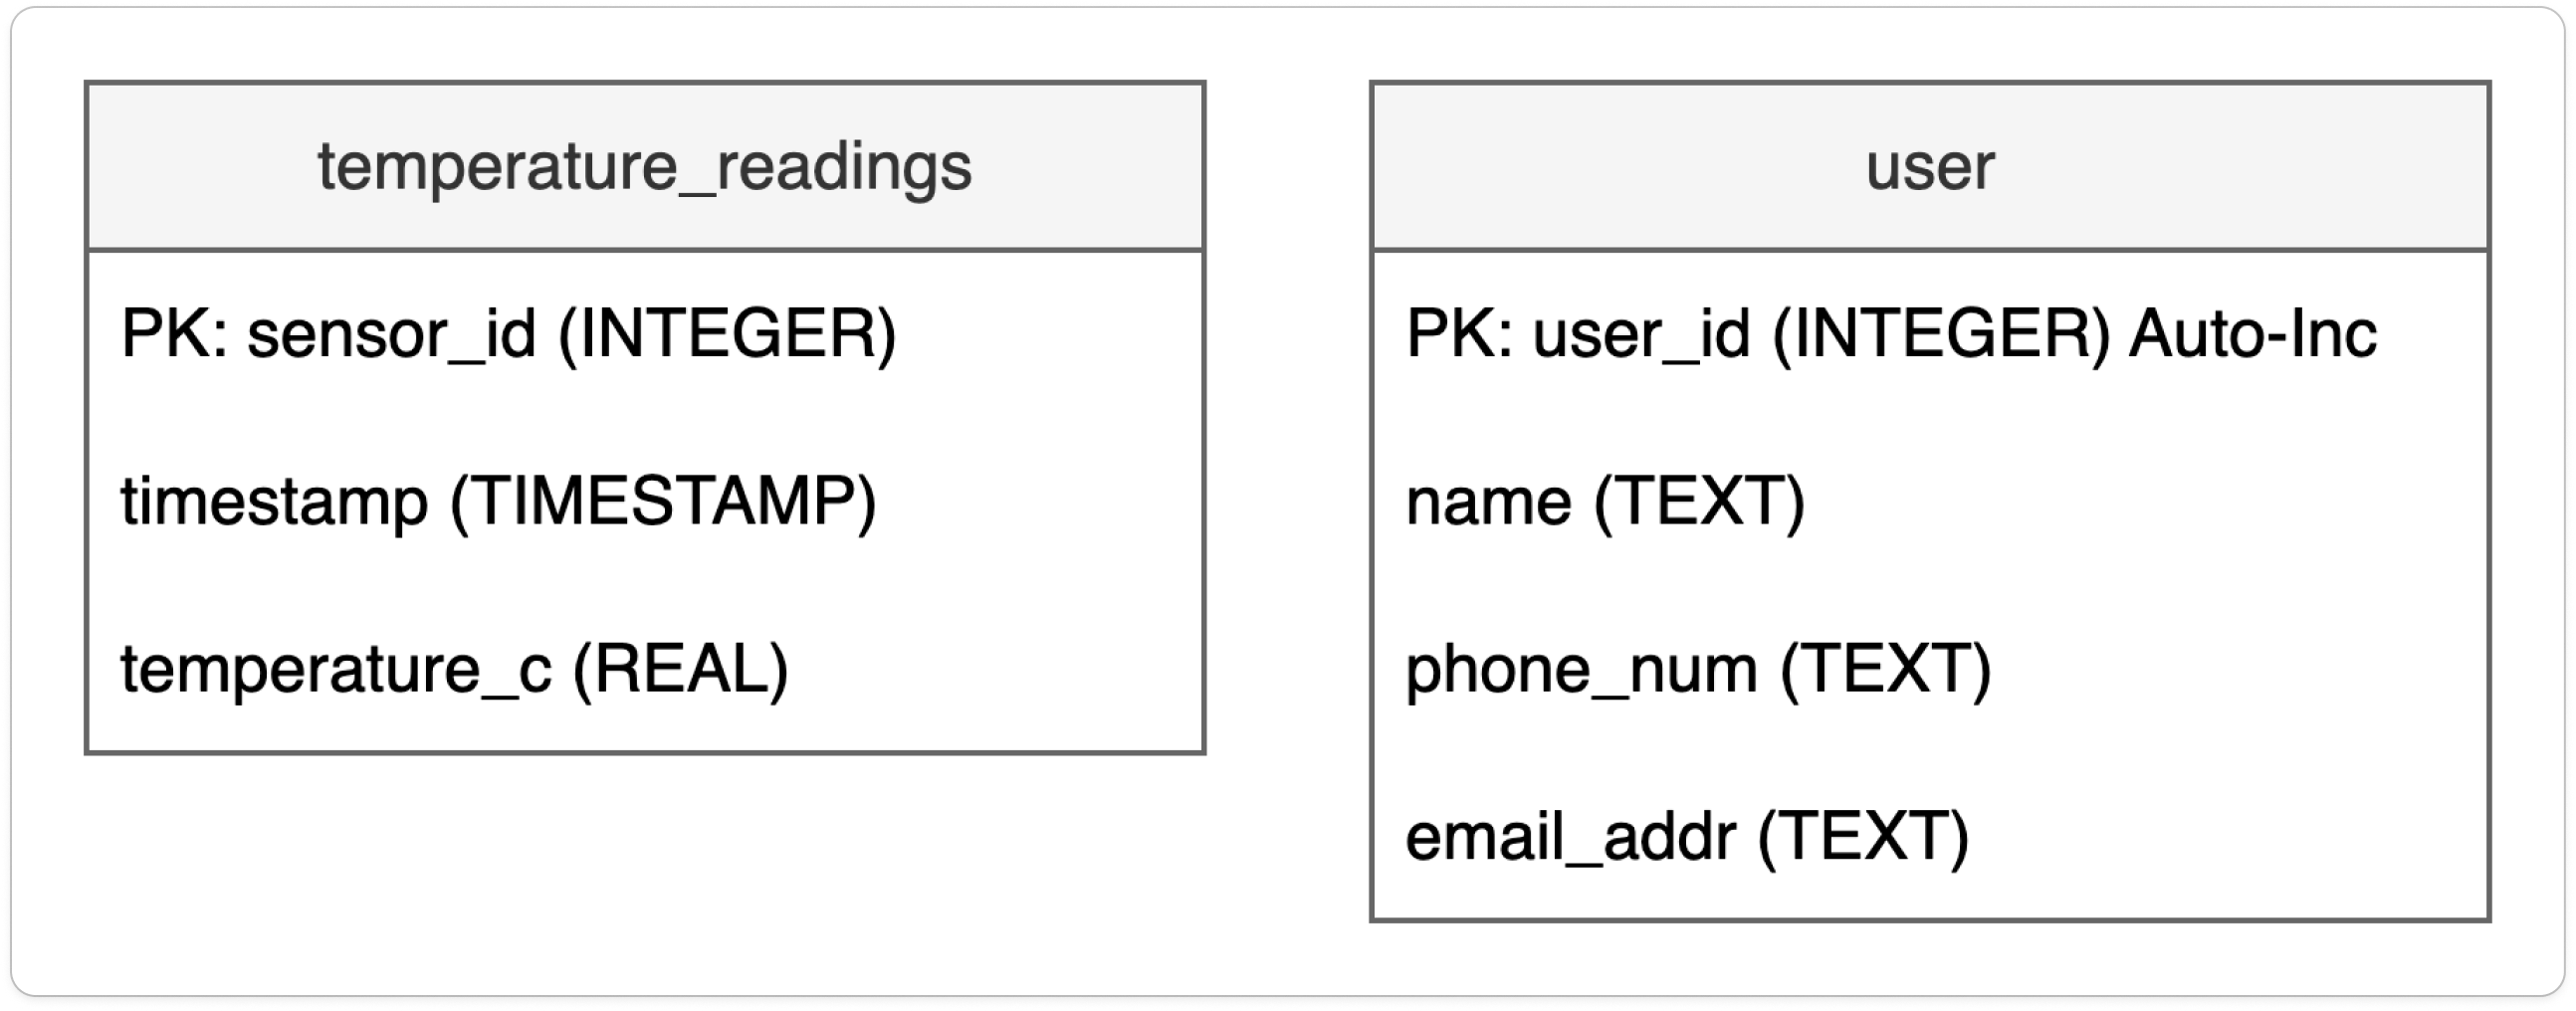 temperature_readings
PK: sensor_id (INTEGER)
timestamp (TIMESTAMP)
temperature_c (REAL)
user
PK: user_id (INTEGER) Auto-Inc
name (TEXT)
phone_num (TEXT)
email_addr (TEXT)